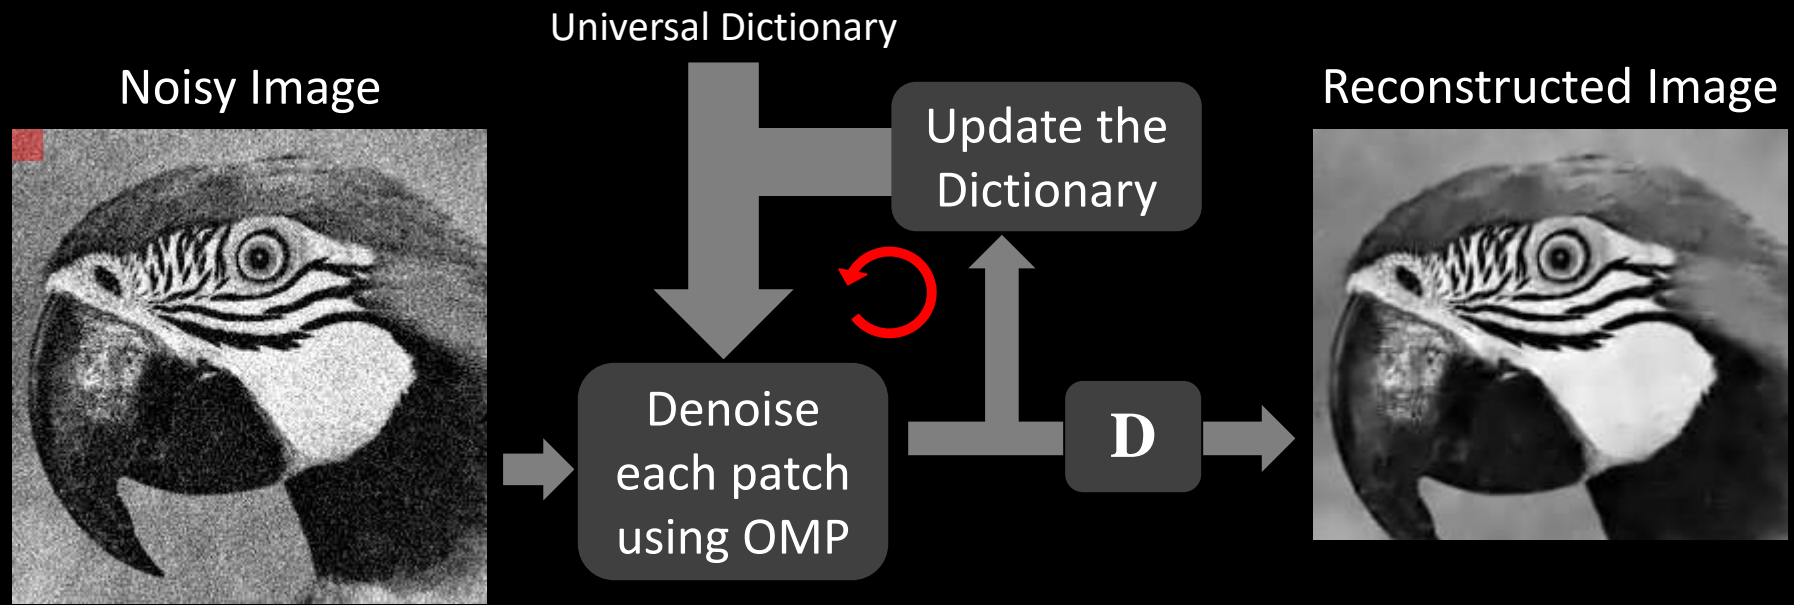 Universal Dictionary
Noisy Image
Update the
Dictionary
Reconstructed Image
Denoise
each patch
using OMP
D